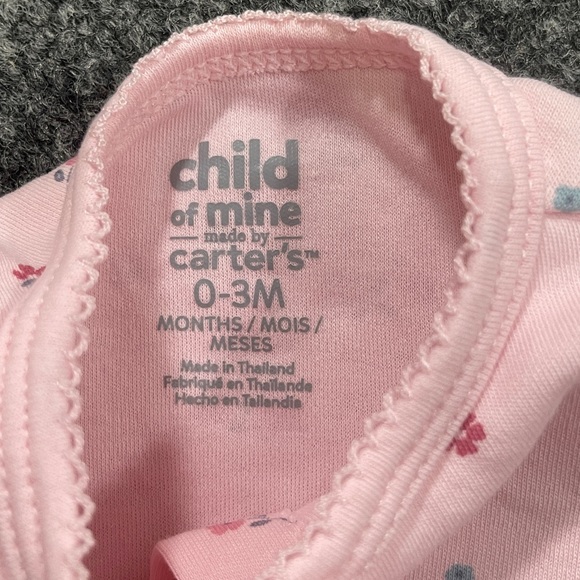 child
of mine
made by
carter's™
0-3M
MONTHS / MOIS /
MESES
Made in Thailand
Fabriqué en Thaïlande
Hecho en Tailandia